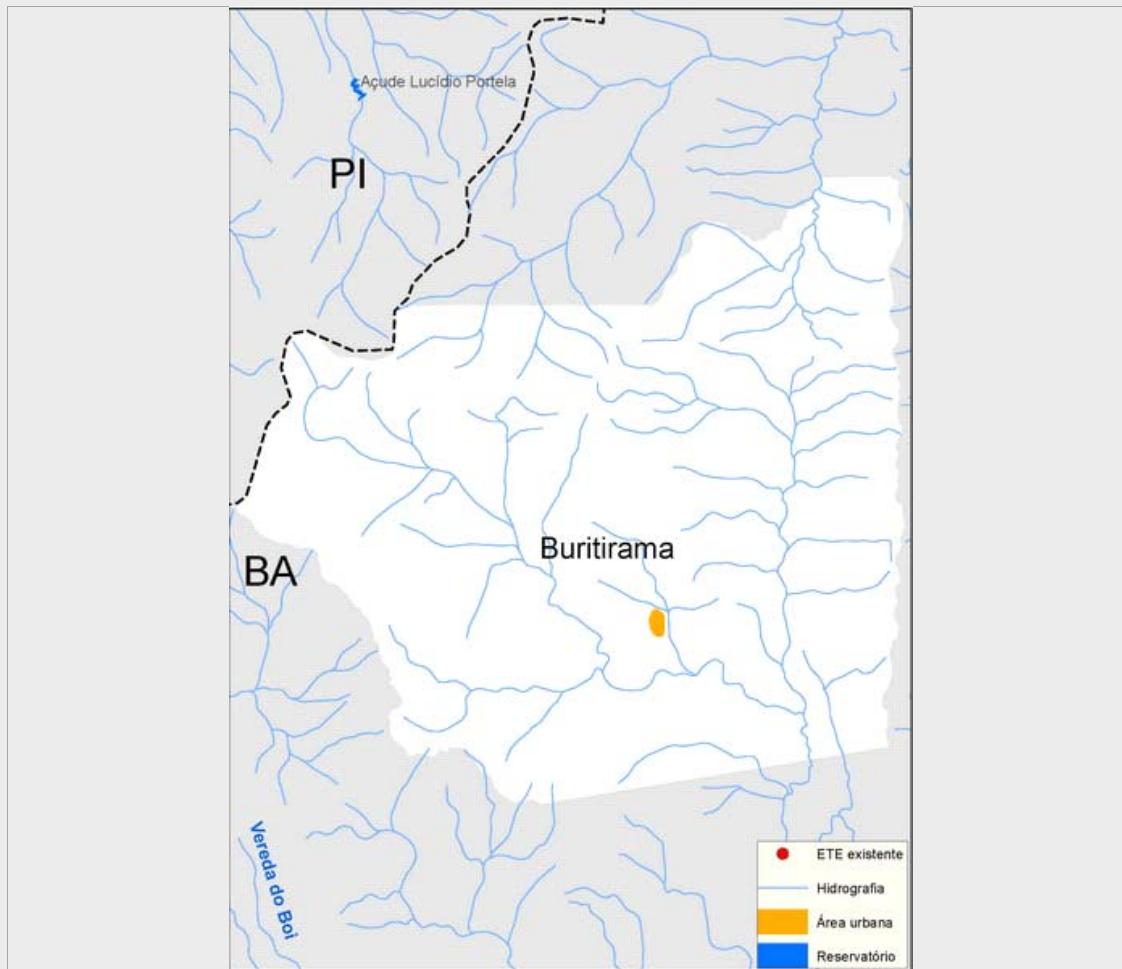 Açude Lucídio Portela
PI
Buritirama
BA
Vereda do Boi
ETE existente
Hidrografia
Área urbana
Reservatório